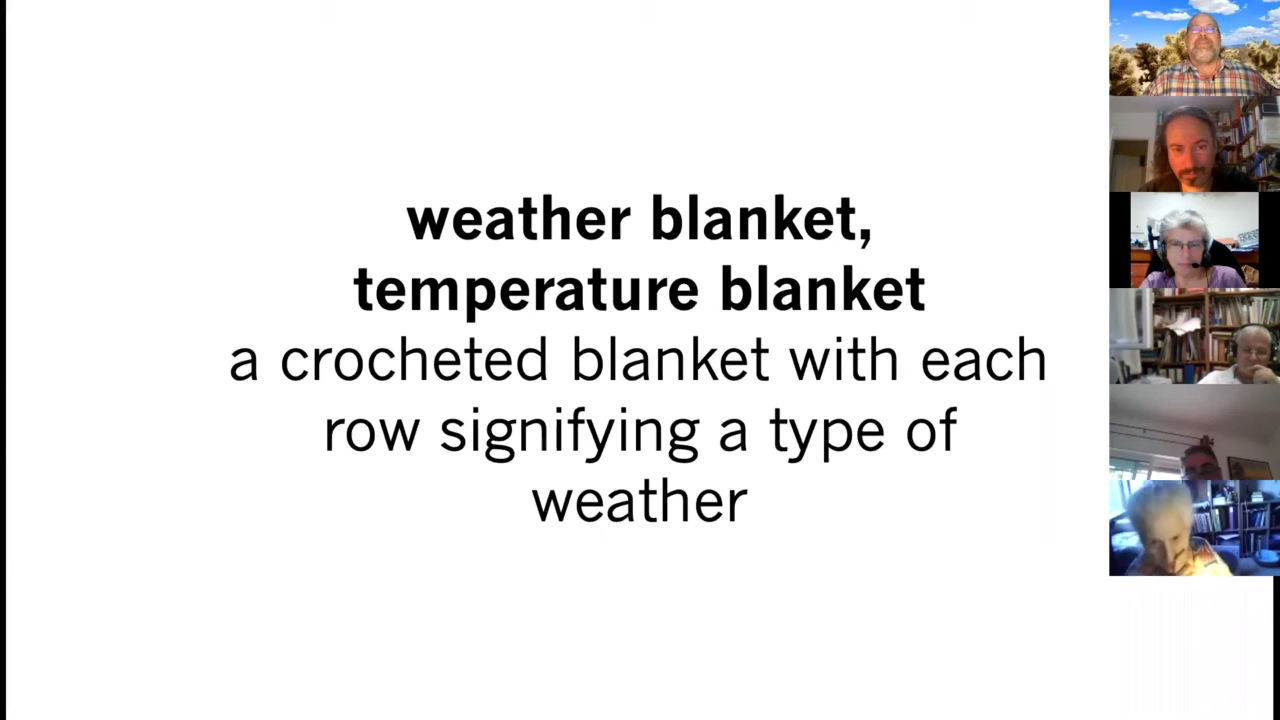 weather blanket,
temperature blanket
a crocheted blanket with each
row signifying a type of
weather